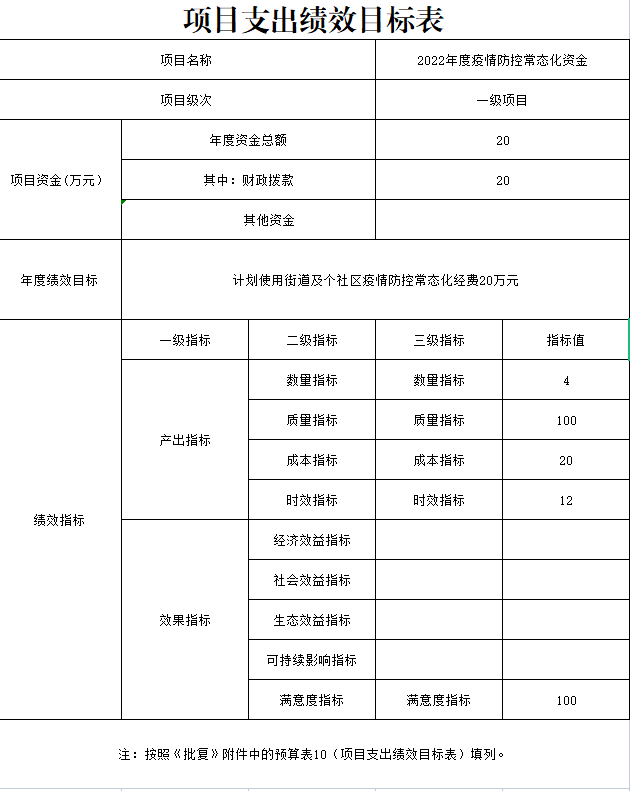 项目支出绩效目标表
项目名称 2022年度疫情防控常态化资金
项目级次 一级项目
项目资金(万元) 年度资金总额 20
其中：财政拨款 20
其他资金
年度绩效目标 计划使用街道及个社区疫情防控常态化经费20万元
绩效指标 一级指标 二级指标 三级指标 指标值
产出指标 数量指标 数量指标 4
质量指标 质量指标 100
成本指标 成本指标 20
时效指标 时效指标 12
效果指标 经济效益指标
社会效益指标
生态效益指标
可持续影响指标
满意度指标 满意度指标 100
注：按照《批复》附件中的预算表10（项目支出绩效目标表）填列。